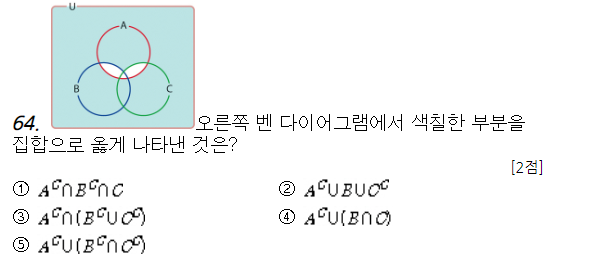 U
A
B
C
64. 오른쪽 벤 다이어그램에서 색칠한 부분을
집합으로 옳게 나타낸 것은?
[2점]
① Aᶜ∩Bᶜ∩C
② Aᶜ∪B∪Cᶜ
③ Aᶜ∩(Bᶜ∪Cᶜ)
④ Aᶜ∪(B∩C)
⑤ Aᶜ∪(Bᶜ∩Cᶜ)